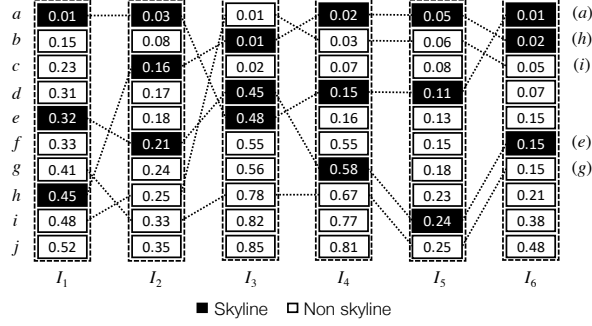 a 0.01 0.03 0.01 0.02 0.05 0.01 (a)
b 0.15 0.08 0.01 0.03 0.06 0.02 (h)
c 0.23 0.16 0.02 0.07 0.08 0.05 (i)
d 0.31 0.17 0.45 0.15 0.11 0.07
e 0.32 0.18 0.48 0.16 0.13 0.15
f 0.33 0.21 0.55 0.55 0.15 0.15 (e)
g 0.41 0.24 0.56 0.58 0.18 0.15 (g)
h 0.45 0.25 0.78 0.67 0.23 0.21
i 0.48 0.33 0.82 0.77 0.24 0.38
j 0.52 0.35 0.85 0.81 0.25 0.48
I1 I2 I3 I4 I5 I6
Skyline Non skyline